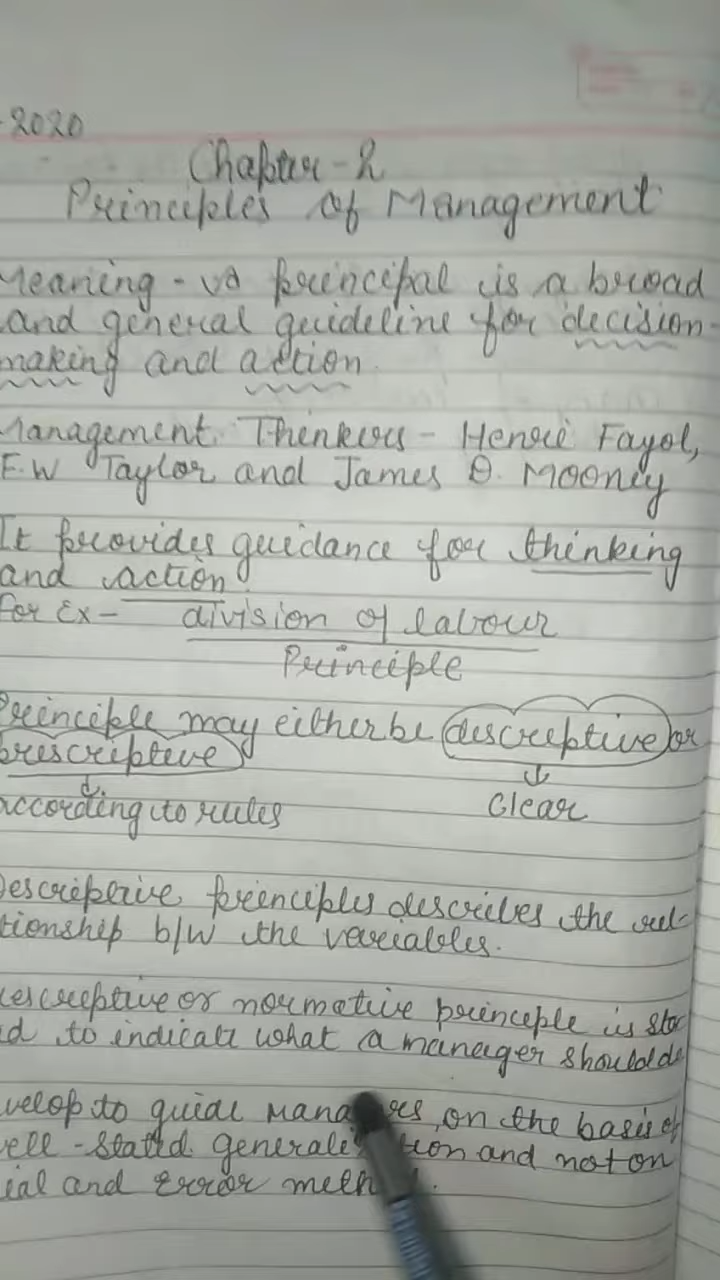 -2020
Chapter-2
Principles of Management
Meaning - A principal is a broad
and general guideline for decision-
making and action.
Management Thinkers - Henri Fayol,
F.W Taylor and James D. Mooney
It provides guidance for thinking
and action.
For Ex- division of labour
Principle
Principle may either be descriptive or
prescriptive
according to rules clear
Descriptive principles describes the rel-
tionship b/w the variables.
rescriptive or normative principle is sta
d to indicate what a manager should do
velop to guide managers, on the basis of
ell-stated generali tion and not on
ial and Error meth